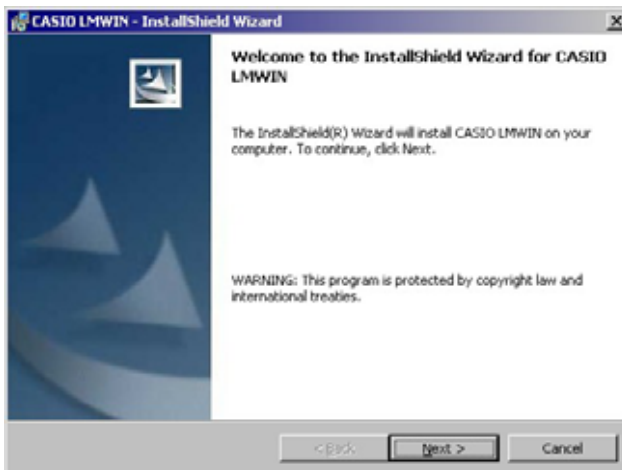 CASIO LMWIN - InstallShield Wizard
Welcome to the InstallShield Wizard for CASIO
LMWIN
The InstallShield(R) Wizard will install CASIO LMWIN on your
computer. To continue, click Next.
WARNING: This program is protected by copyright law and
international treaties.
< Back
Next >
Cancel